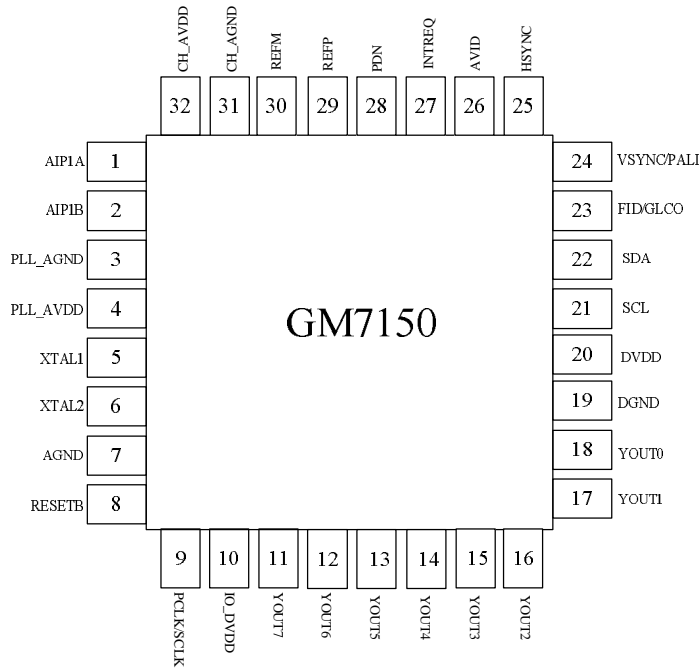 CH_AVDD
CH_AGND
REFM
REFP
PDN
INTREQ
AVID
HSYNC
32 31 30 29 28 27 26 25
AIP1A 1
AIP1B 2
PLL_AGND 3
PLL_AVDD 4
XTAL1 5
XTAL2 6
AGND 7
RESETB 8
GM7150
24 VSYNC/PALI
23 FID/GLCO
22 SDA
21 SCL
20 DVDD
19 DGND
18 YOUT0
17 YOUT1
9 10 11 12 13 14 15 16
PCLK/SCLK
IO_DVDD
YOUT7
YOUT6
YOUT5
YOUT4
YOUT3
YOUT2